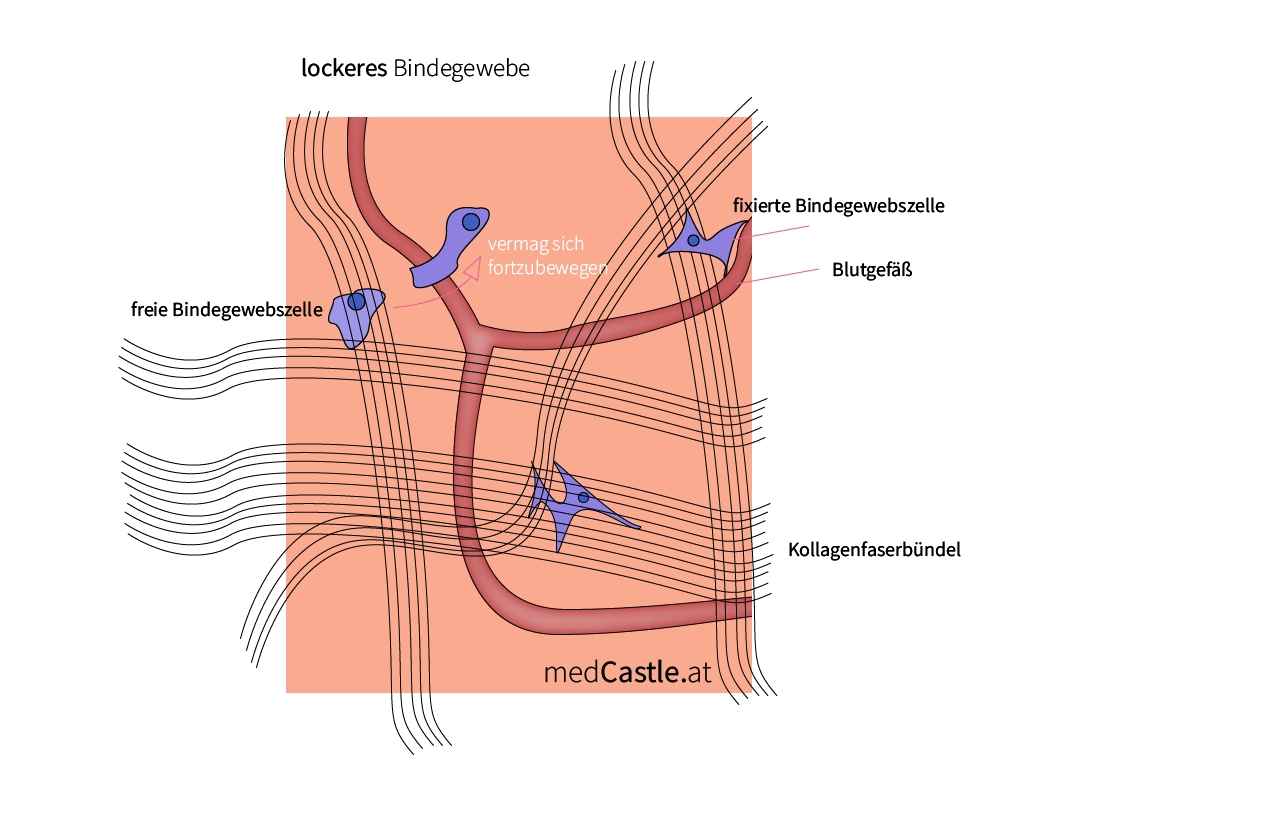 lockeres Bindegewebe
fixierte Bindegewebszelle
vermag sich
fortzubewegen
Blutgefäß
freie Bindegewebszelle
Kollagenfaserbündel
medCastle.at